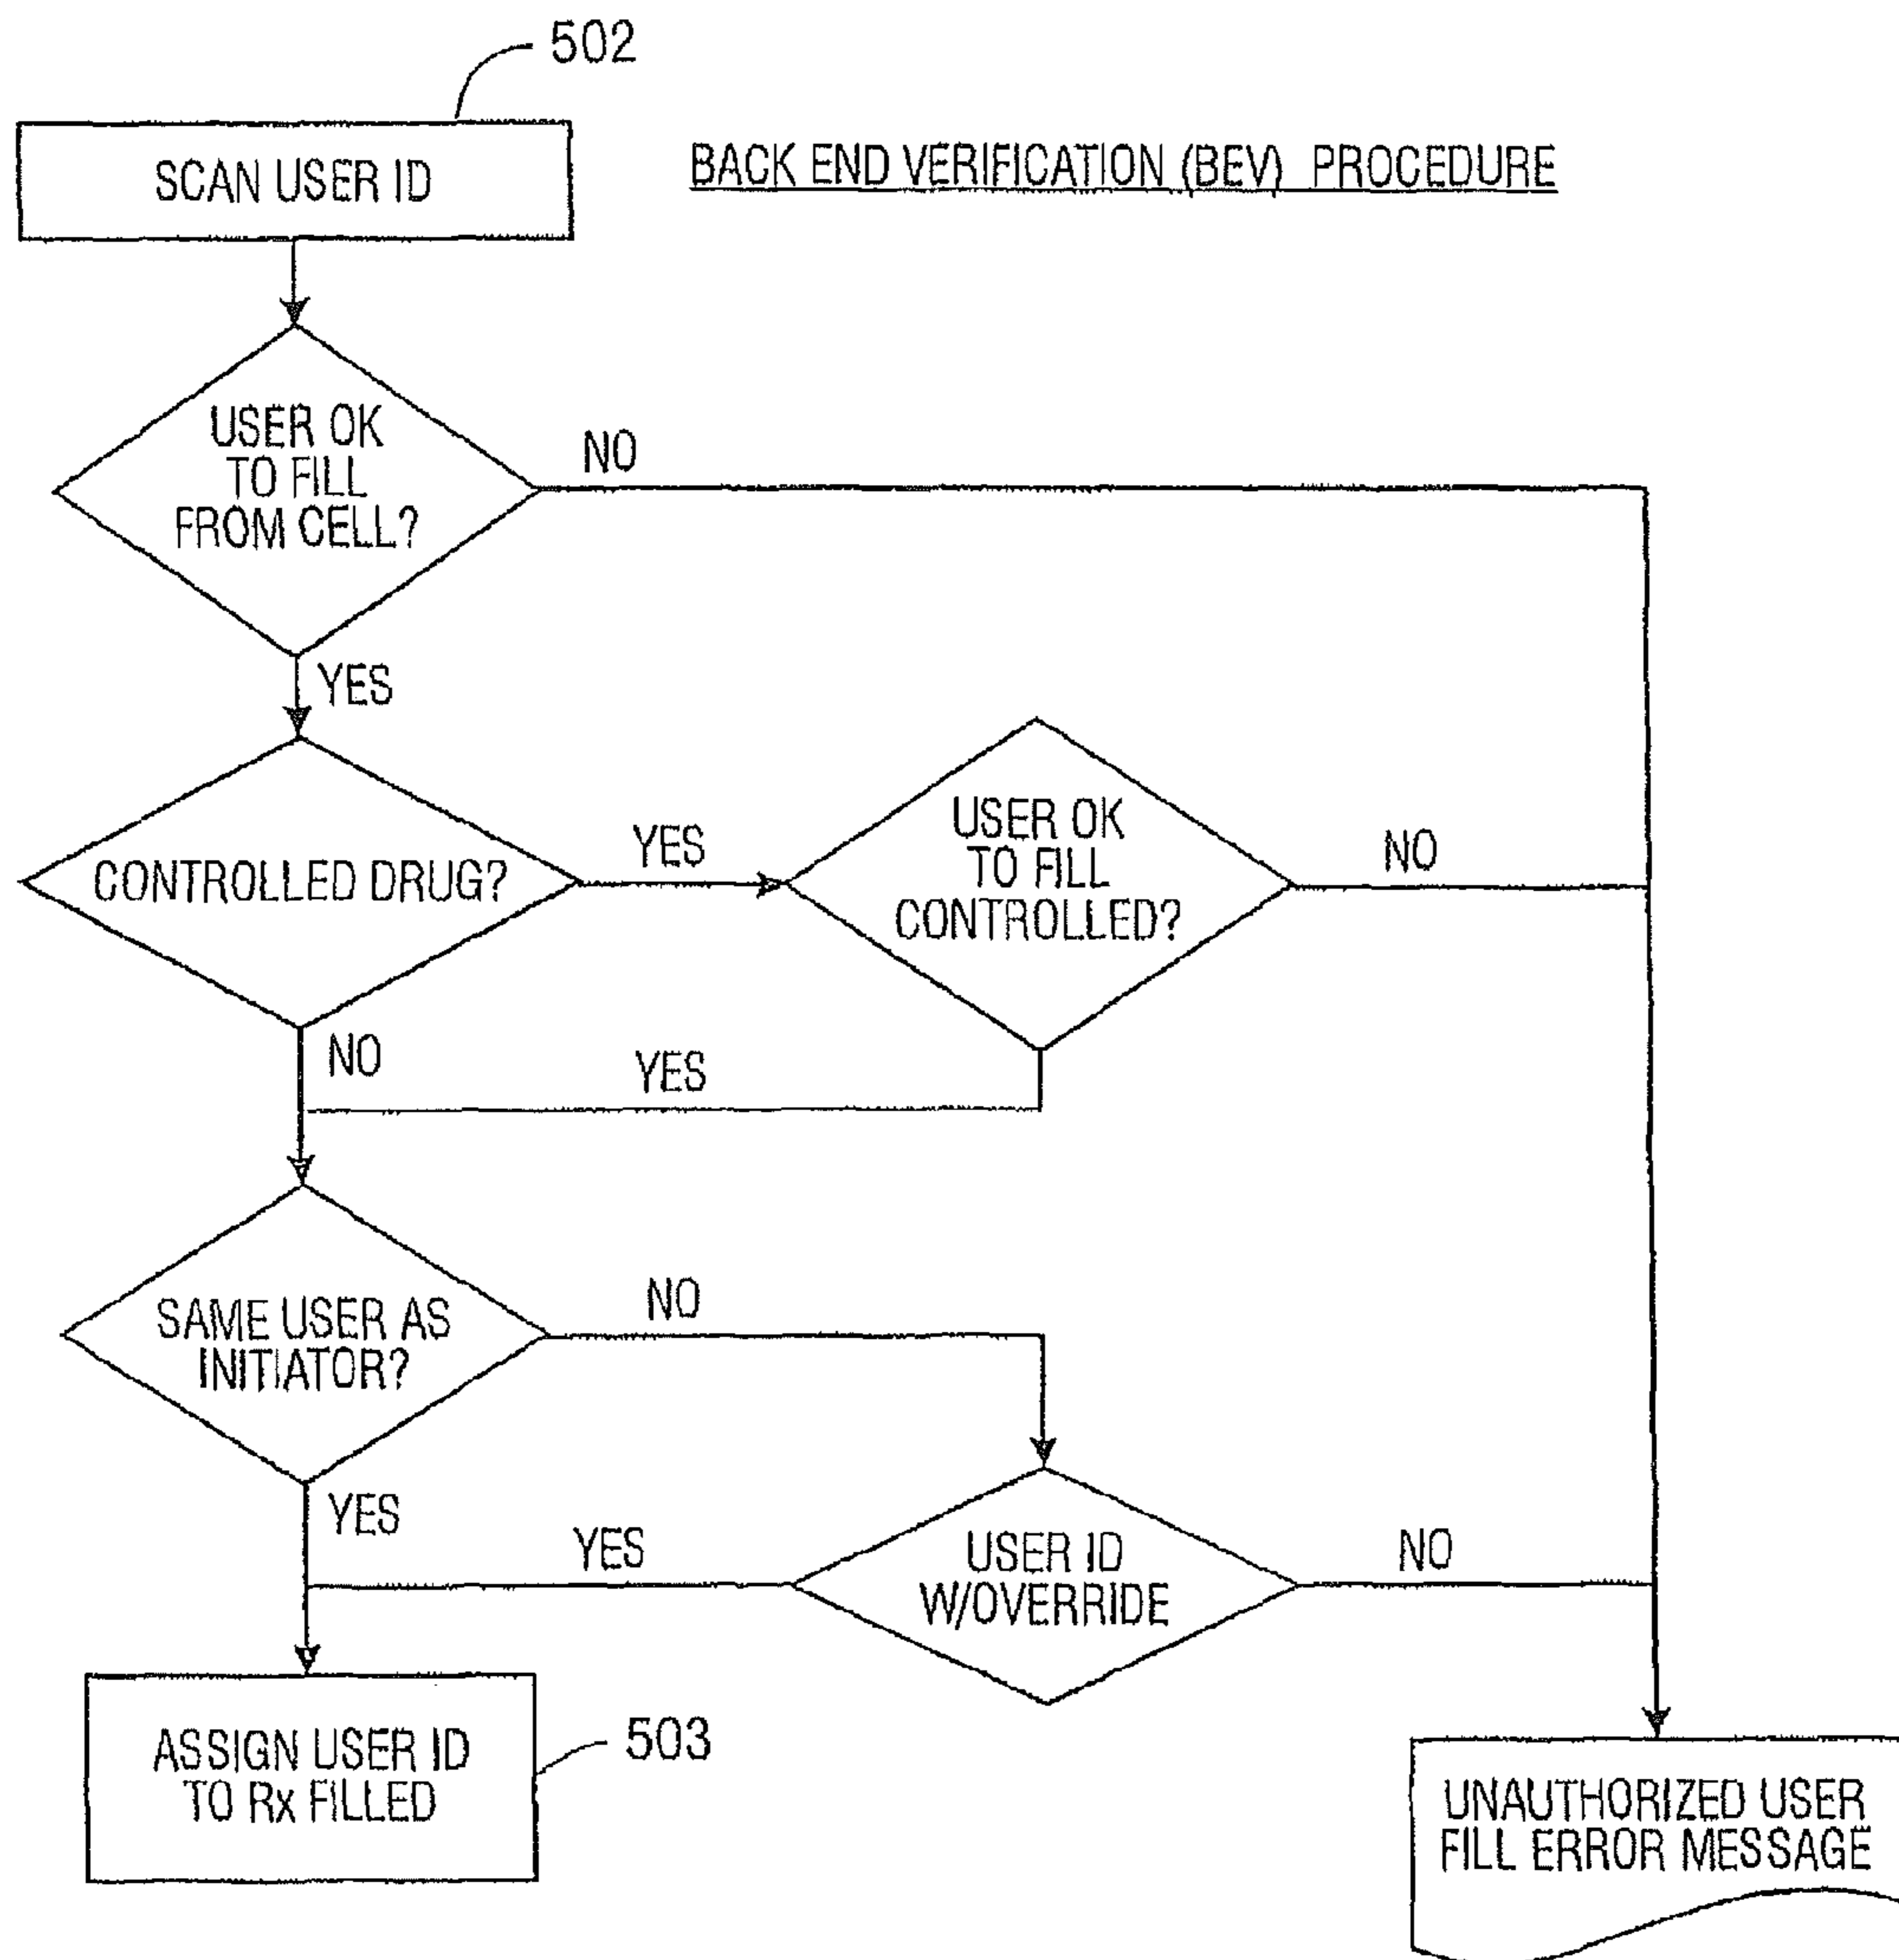 502
SCAN USER ID
BACK END VERIFICATION (BEV) PROCEDURE
USER OK
TO FILL
FROM CELL?
NO
YES
CONTROLLED DRUG?
YES
USER OK
TO FILL
CONTROLLED?
NO
NO
YES
SAME USER AS
INITIATOR?
NO
YES
YES
USER ID
W/OVERRIDE
NO
ASSIGN USER ID
TO Rx FILLED
503
UNAUTHORIZED USER
FILL ERROR MESSAGE